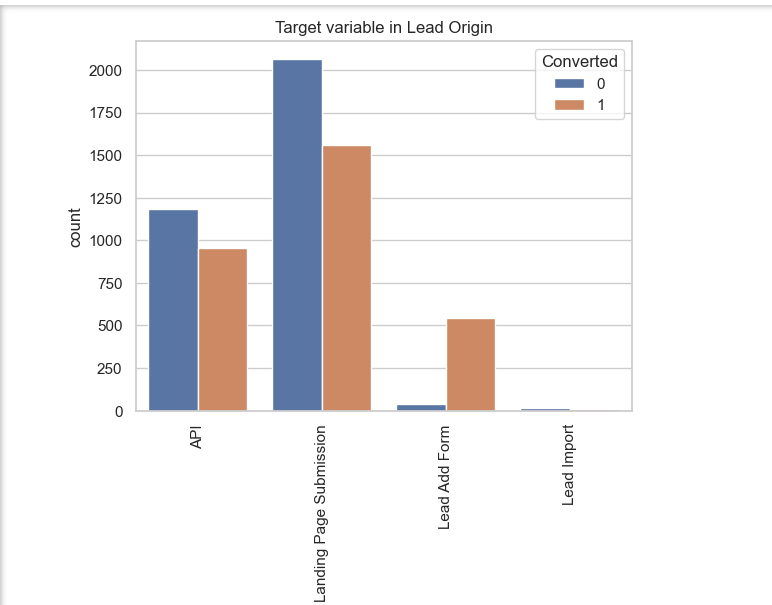 Target variable in Lead Origin
Converted
0
1
2000
1750
1500
1250
1000
750
500
250
0
count
API
Landing Page Submission
Lead Add Form
Lead Import